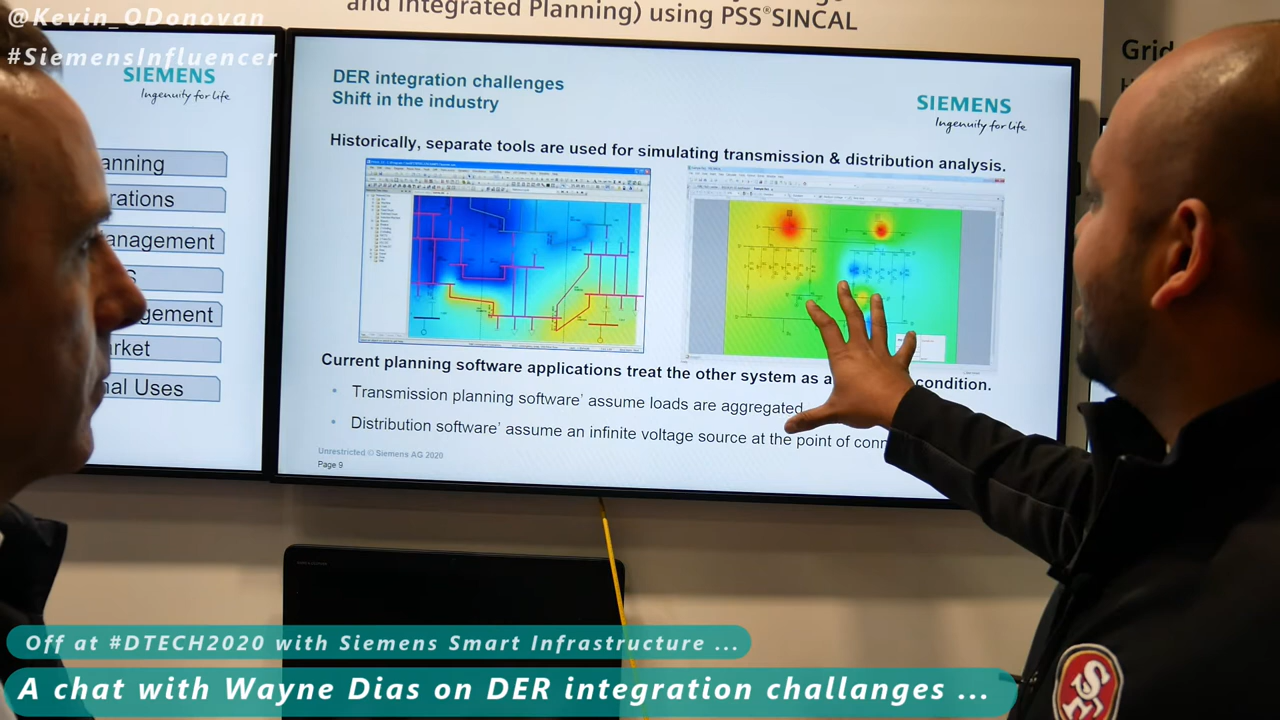 and Integrated Planning) using PSS®SINCAL
@Kevin_ODonovan
#SiemensInfluencer
SIEMENS
Ingenuity for life
anning
rations
anagement
S
gement
rket
nal Uses
DER integration challenges
Shift in the industry
SIEMENS
Ingenuity for life
Historically, separate tools are used for simulating transmission & distribution analysis.
Current planning software applications treat the other system as a condition.
Transmission planning software' assume loads are aggregated
Distribution software' assume an infinite voltage source at the point of conn
Unrestricted © Siemens AG 2020
Page 9
Grid
SF
Off at #DTECH2020 with Siemens Smart Infrastructure ...
A chat with Wayne Dias on DER integration challanges ...